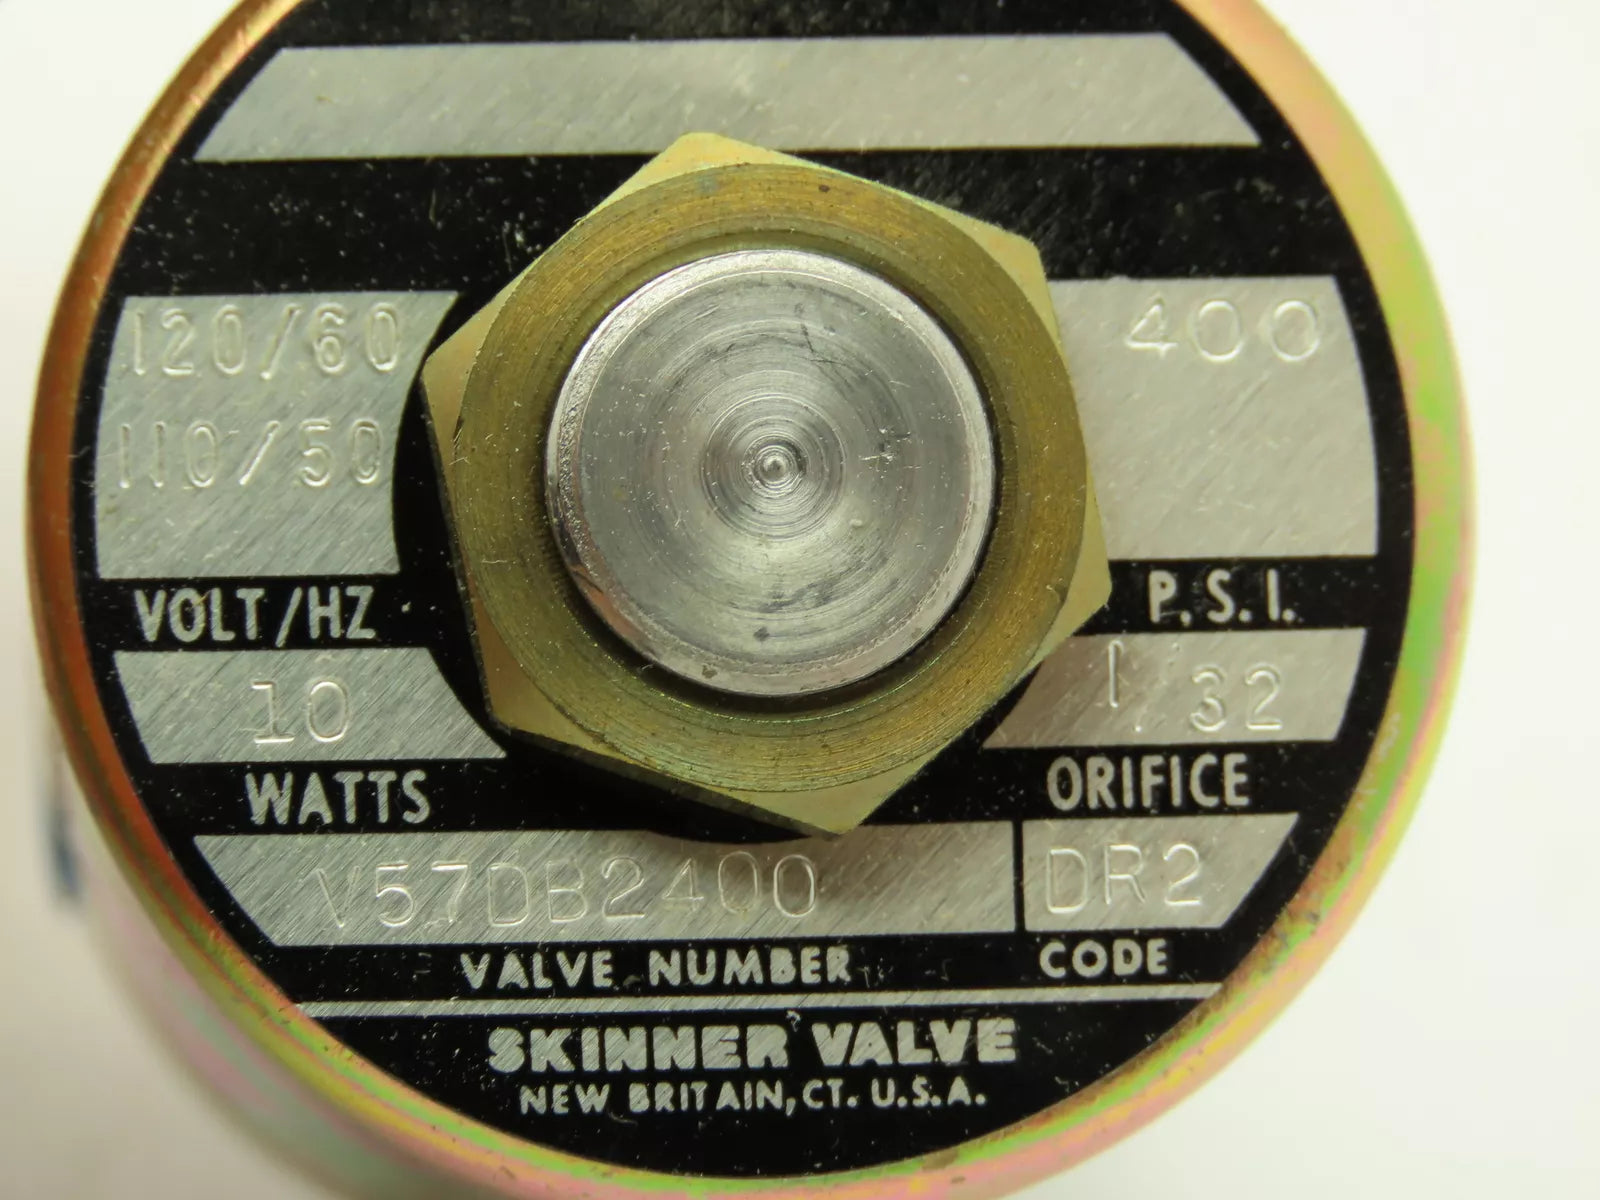 120/60
110/50
400
VOLT/HZ
P.S.I.
10
1/32
WATTS
ORIFICE
V57DB2400
DR2
VALVE NUMBER
CODE
SKINNER VALVE
NEW BRITAIN, CT. U.S.A.